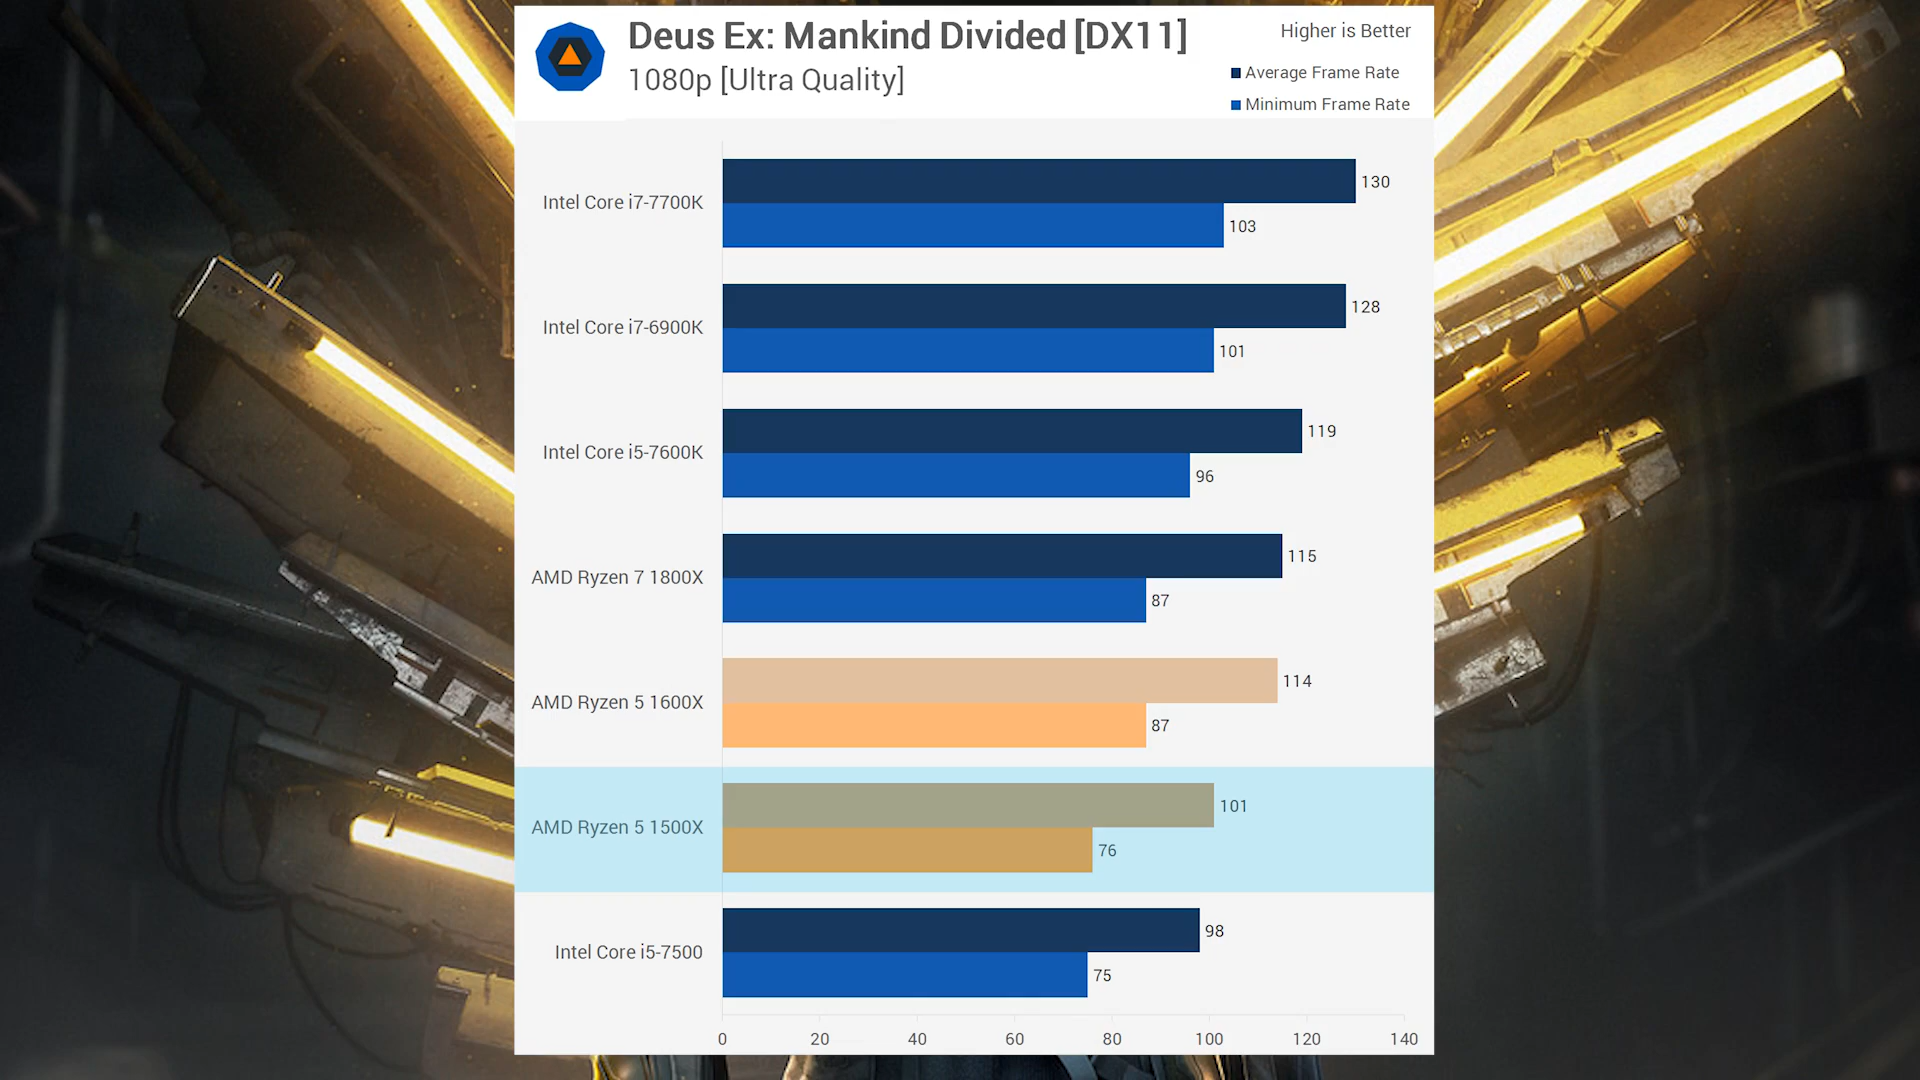 Deus Ex: Mankind Divided [DX11]
1080p [Ultra Quality]
Higher is Better
Average Frame Rate
Minimum Frame Rate
Intel Core i7-7700K
130
103
Intel Core i7-6900K
128
101
Intel Core i5-7600K
119
96
AMD Ryzen 7 1800X
115
87
AMD Ryzen 5 1600X
114
87
AMD Ryzen 5 1500X
101
76
Intel Core i5-7500
98
75
0 20 40 60 80 100 120 140